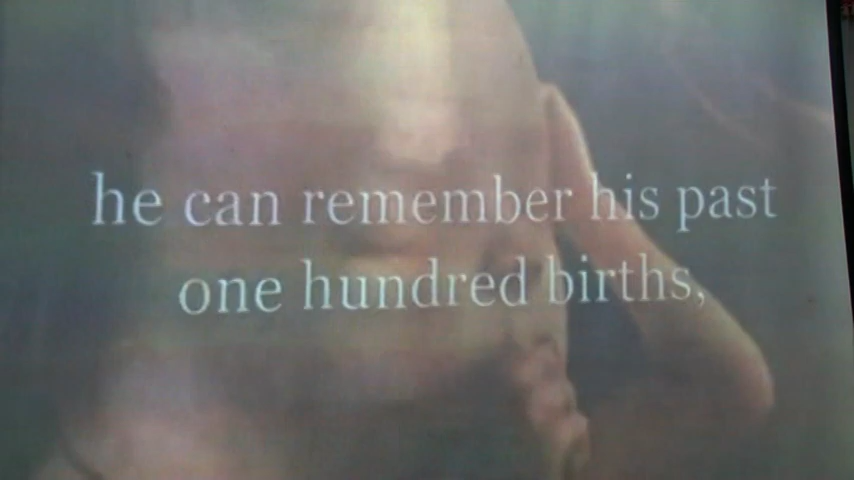 he can remember his past
one hundred births,